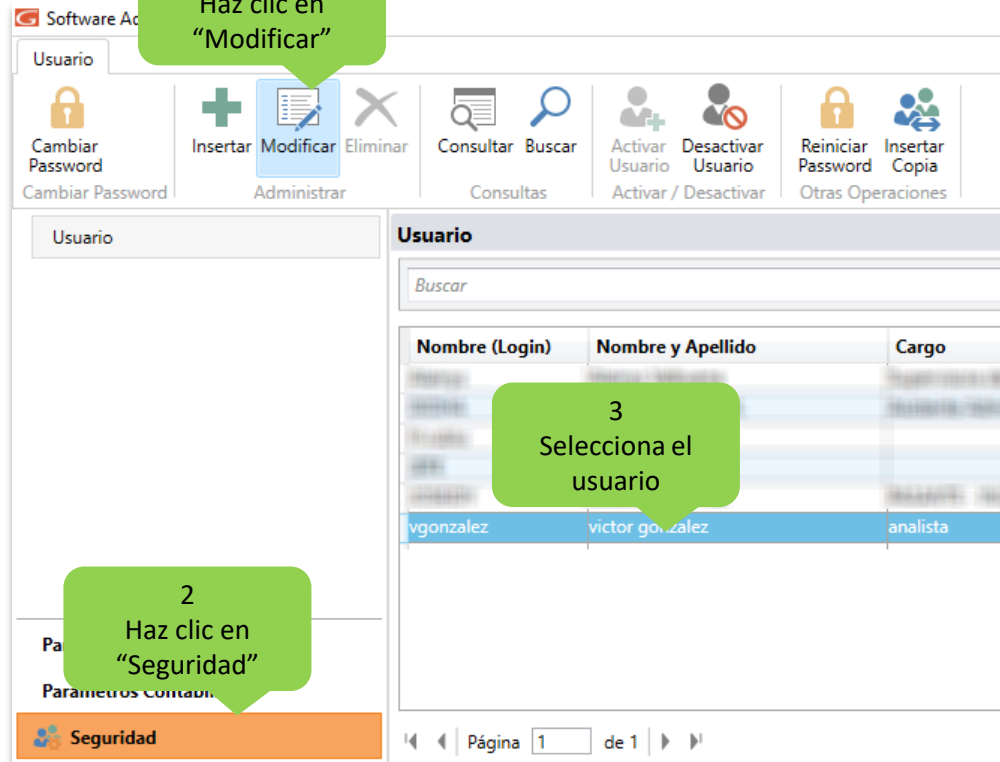 Software Ad
Haz clic en
“Modificar”
Usuario
Cambiar
Password
Insertar
Modificar
Eliminar
Consultar
Buscar
Activar
Usuario
Desactivar
Usuario
Reiniciar
Password
Insertar
Copia
Cambiar Password
Administrar
Consultas
Activar / Desactivar
Otras Operaciones
Usuario
Usuario
Buscar
Nombre (Login)
Nombre y Apellido
Cargo
3
Selecciona el
usuario
vgonzalez
victor gonzalez
analista
2
Haz clic en
“Seguridad”
Parámetros
Seguridad
Página 1 de 1